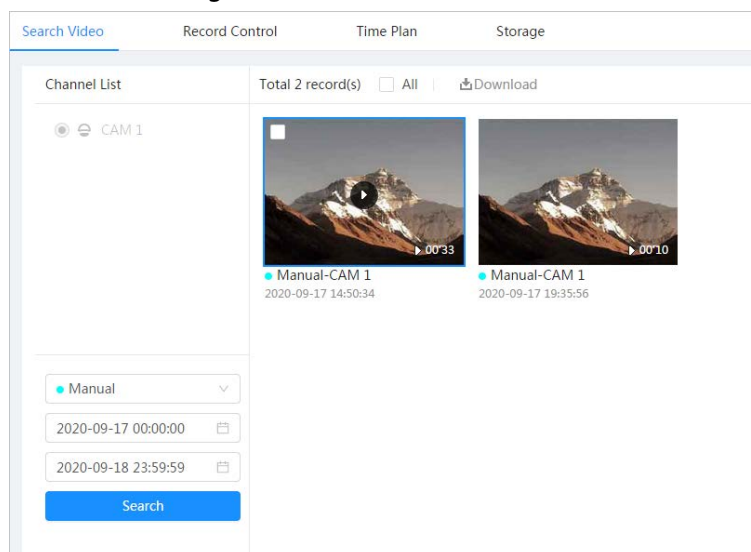 Search Video Record Control Time Plan Storage
Channel List
Total 2 record(s) All Download
CAM 1
00'33
00'10
Manual-CAM 1
2020-09-17 14:50:34
Manual-CAM 1
2020-09-17 19:35:56
Manual
2020-09-17 00:00:00
2020-09-18 23:59:59
Search